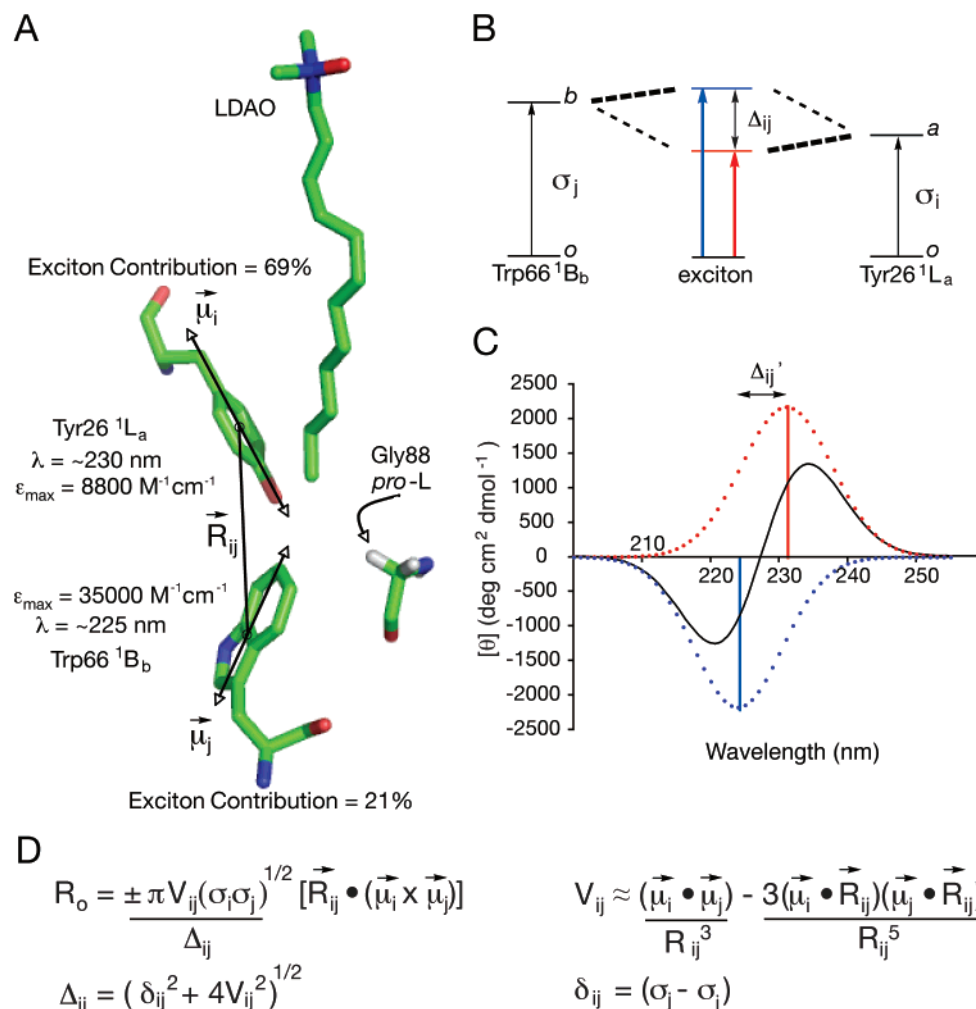 A
LDAO
Exciton Contribution = 69%
μi
Tyr26 ¹La
λ = ~230 nm
εmax = 8800 M⁻¹cm⁻¹
Rij
Gly88
pro-L
εmax = 35000 M⁻¹cm⁻¹
λ = ~225 nm
Trp66 ¹Bb
μj
Exciton Contribution = 21%
B
b
a
Δij
σj
σi
o
o
Trp66 ¹Bb
exciton
Tyr26 ¹La
C
Δij'
2500
2000
1500
1000
500
0
-500
-1000
-1500
-2000
-2500
210
220
230
240
250
[θ] (deg cm² dmol⁻¹)
Wavelength (nm)
D
Ro = ± πVij(σiσj)^1/2 / Δij [Rij • (μi x μj)]
Vij ≈ (μi • μj) / Rij³ - 3(μi • Rij)(μj • Rij) / Rij⁵
Δij = (δij² + 4Vij²)^1/2
δij = (σj - σi)